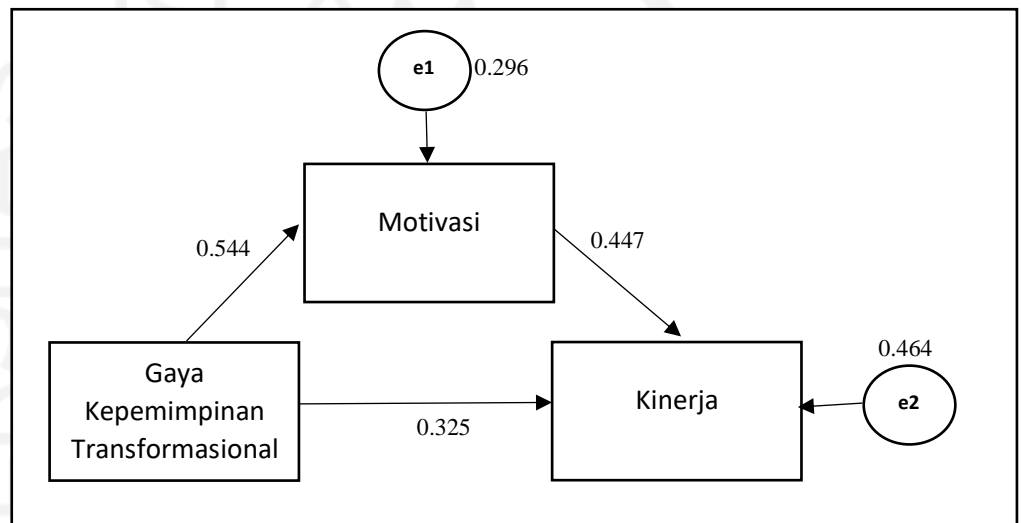 e1
0.296
Motivasi
0.544
0.447
Gaya
Kepemimpinan
Transformasional
0.325
Kinerja
0.464
e2